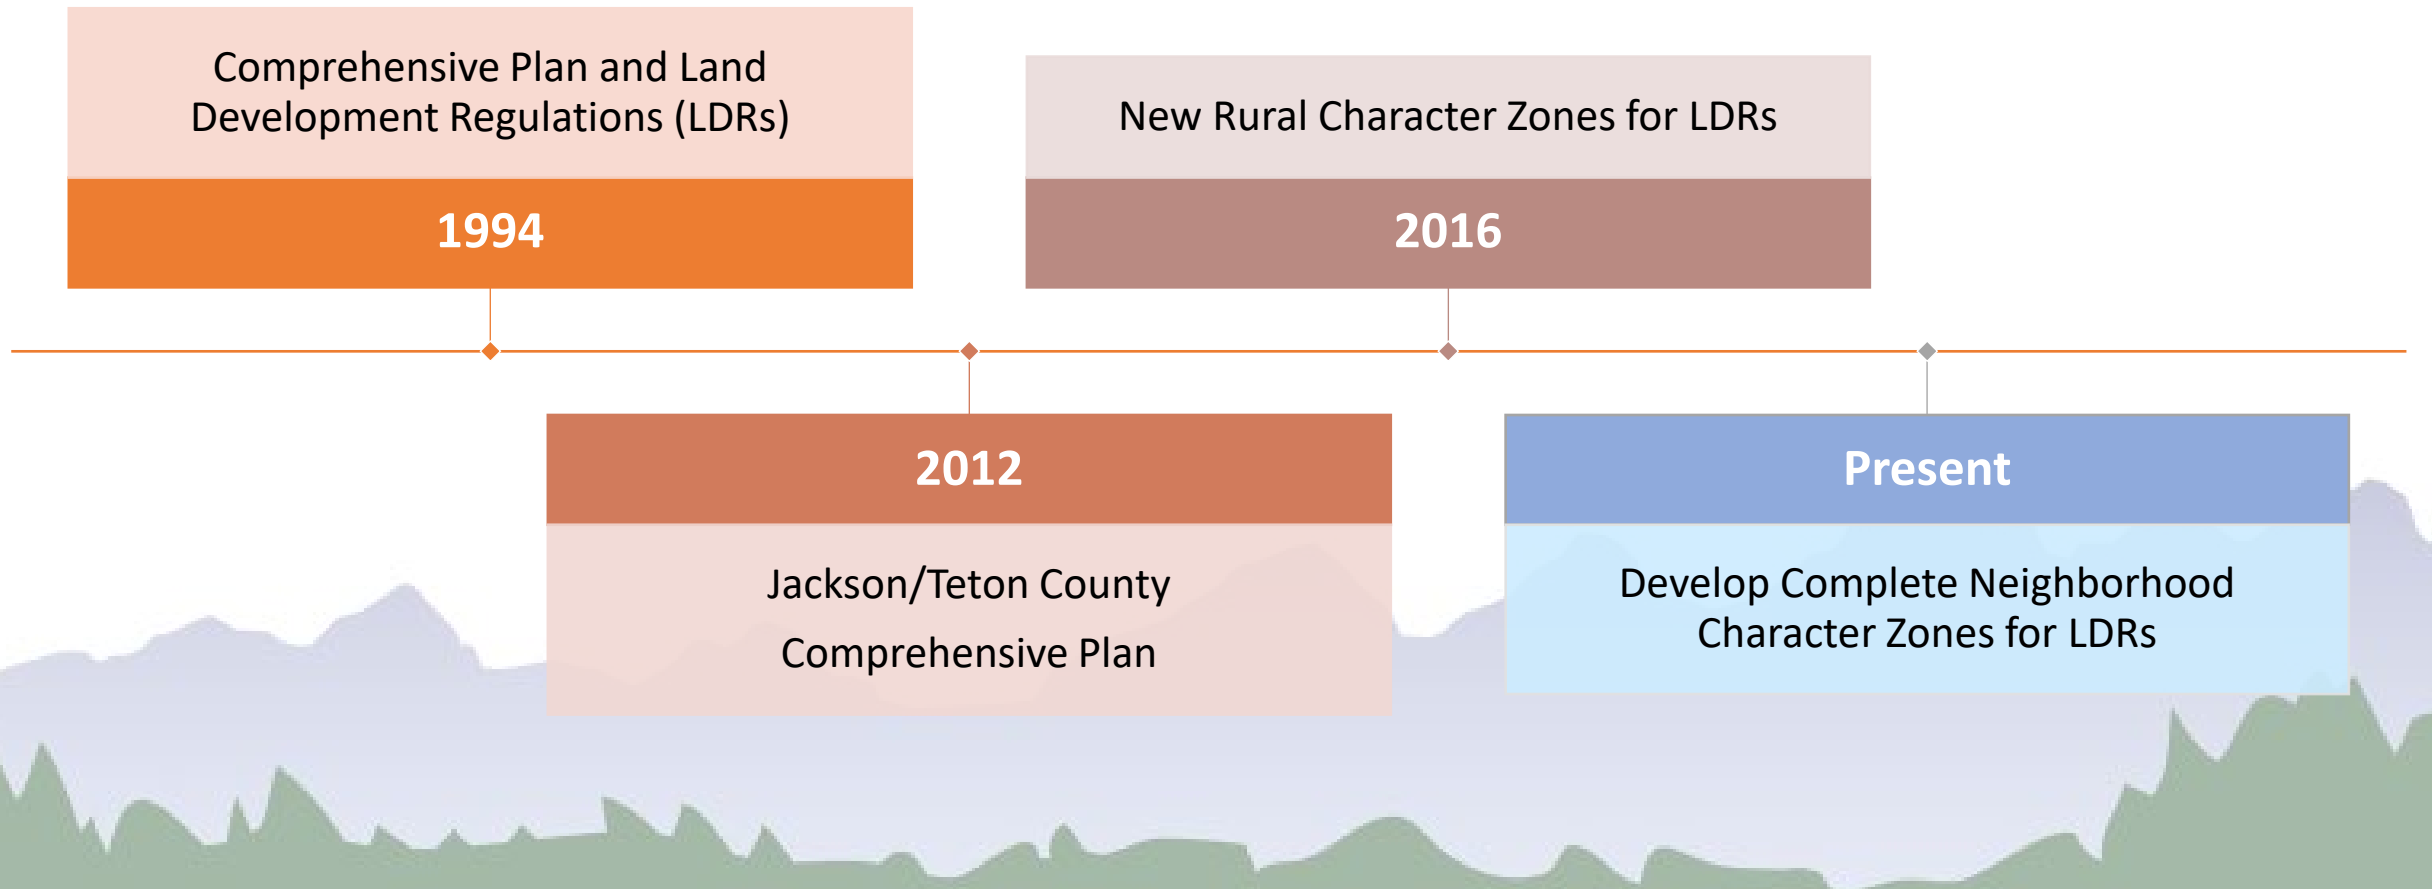 Comprehensive Plan and Land
Development Regulations (LDRs)
1994
2012
Jackson/Teton County
Comprehensive Plan
New Rural Character Zones for LDRs
2016
Present
Develop Complete Neighborhood
Character Zones for LDRs